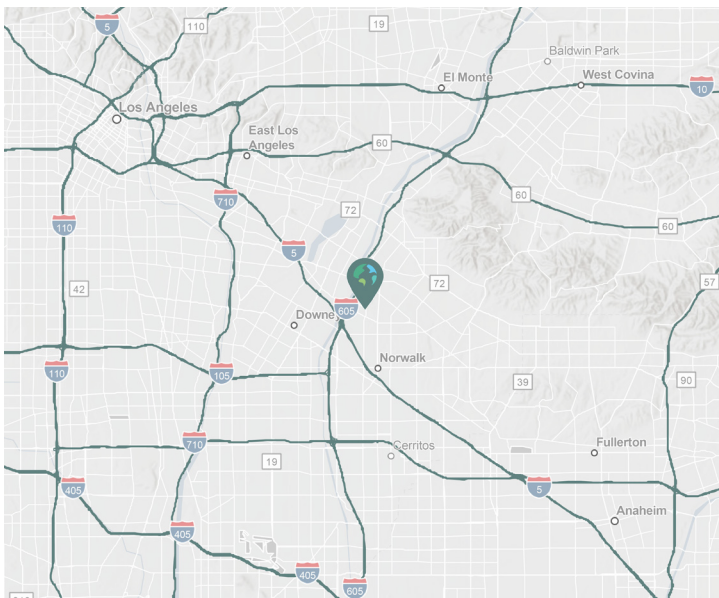 5
110
19
Baldwin Park
El Monte
West Covina
10
Los Angeles
East Los
Angeles
60
710
72
60
60
110
5
57
42
72
605
Downey
Norwalk
110
105
39
90
710
Cerritos
Fullerton
19
405
5
Anaheim
405
405
605